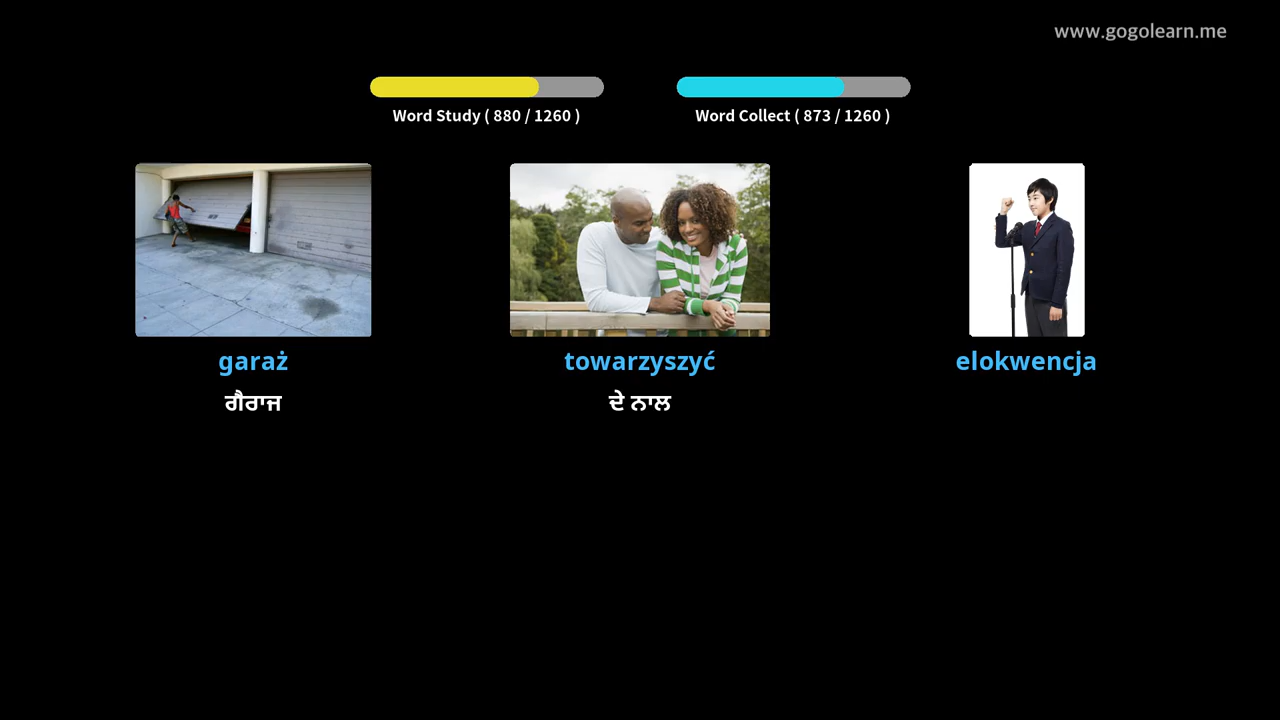 www.gogolearn.me
Word Study ( 880 / 1260 )
Word Collect ( 873 / 1260 )
garaż
towarzyszyć
elokwencja
ਗੈਰਾਜ
ਦੇ ਨਾਲ